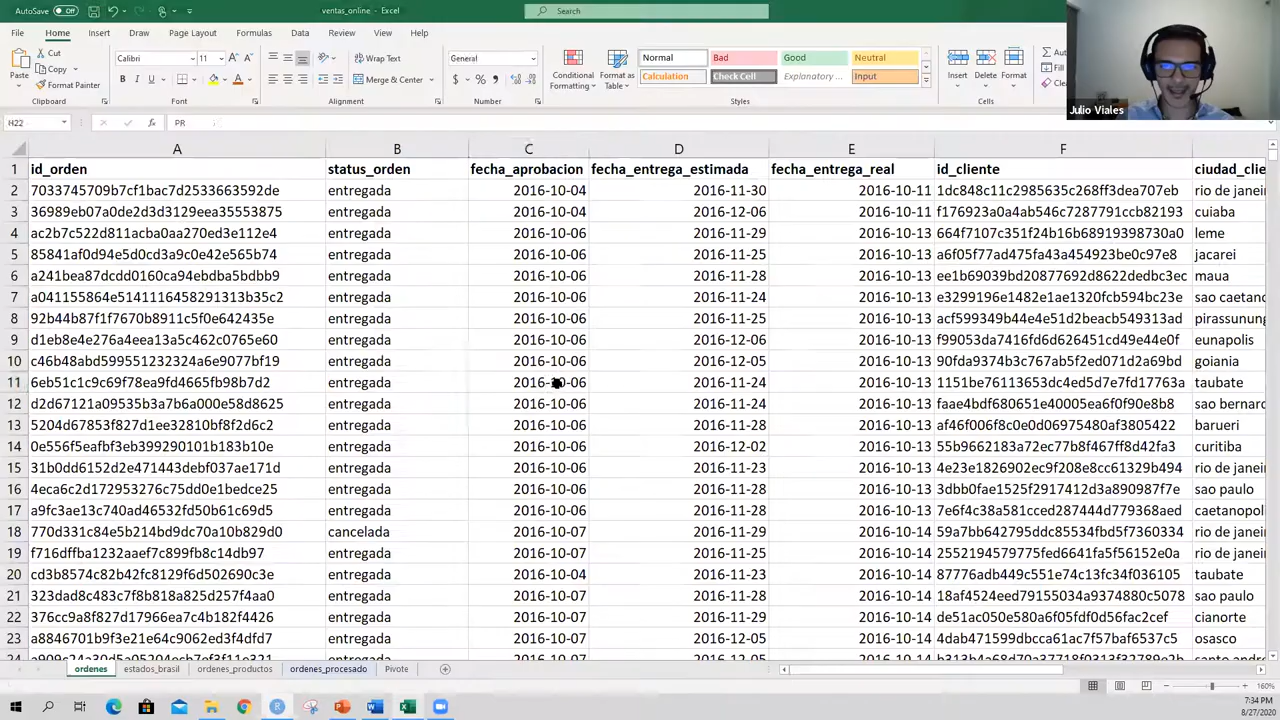 AutoSave Off ventas_online - Excel Search
File Home Insert Draw Page Layout Formulas Data Review View Help
Paste Cut Copy Format Painter Clipboard
Calibri 11 B I U Font
Wrap Text Merge & Center Alignment
General $ % Number
Conditional Formatting Format as Table
Normal Bad Good Neutral
Calculation Check Cell Explanatory ... Input
Styles
Insert Delete Format Cells
Julio Viales
N22 fx PR
A B C D E F
1 id_orden status_orden fecha_aprobacion fecha_entrega_estimada fecha_entrega_real id_cliente ciudad_clie
2 7033745709b7cf1bac7d2533663592de entregada 2016-10-04 2016-11-30 2016-10-11 1dc848c11c2985635c268ff3dea707eb rio de janei
3 36989eb07a0de2d3d3129eea35553875 entregada 2016-10-04 2016-12-06 2016-10-11 f176923a0a4ab546c7287791ccb82193 cuiaba
4 ac2b7c522d811acba0aa270ed3e112e4 entregada 2016-10-06 2016-11-29 2016-10-13 664f7107c351f24b16b68919398730a0 leme
5 85841af0d94e5d0cd3a9c0e42e565b74 entregada 2016-10-06 2016-11-25 2016-10-13 a6f05f77ad475fa43a454923be0c97e8 jacarei
6 a241bea87dcdd0160ca94ebdba5bdbb9 entregada 2016-10-06 2016-11-28 2016-10-13 ee1b69039bd20877692d8622dedbc3ec maua
7 a041155864e5141116458291313b35c2 entregada 2016-10-06 2016-11-24 2016-10-13 e3299196e1482e1ae1320fcb594bc23e sao caetano
8 92b44b87f1f7670b8911c5f0e642435e entregada 2016-10-06 2016-11-25 2016-10-13 acf599349b44e4e51d2beacb549313ad pirassunung
9 d1eb8e4e276a4eea13a5c462c0765e60 entregada 2016-10-06 2016-12-06 2016-10-13 f99053da7416fd6d626451cd49e44e0f eunapolis
10 c46b48abd599551232324a6e9077bf19 entregada 2016-10-06 2016-12-05 2016-10-13 90fda9374b3c767ab5f2ed071d2a69bd goiania
11 6eb51c1c9c69f78ea9fd4665fb98b7d2 entregada 2016-10-06 2016-11-24 2016-10-13 1151be76113653dc4ed5d7e7fd17763a taubate
12 d2d67121a09535b3a7b6a000e58d8625 entregada 2016-10-06 2016-11-24 2016-10-13 faae4bdf680651e40005ea6f0f90e8b8 sao bernard
13 5204d67853f827d1ee32810bf8f2d6c2 entregada 2016-10-06 2016-11-28 2016-10-13 af46f006f8c0e0d06975480af3805422 barueri
14 0e556f5eafbf3eb399290101b183b10e entregada 2016-10-06 2016-12-02 2016-10-13 55b9662183a72ec77b8f467ff8d42fa3 curitiba
15 31b0dd6152d2e471443debf037ae171d entregada 2016-10-06 2016-11-23 2016-10-13 4e23e1826902ec9f208e8cc61329b494 rio de janei
16 4eca6c2d172953276c75dd0e1bedce25 entregada 2016-10-06 2016-11-28 2016-10-13 3dbb0fae1525f2917412d3a890987f7e sao paulo
17 a9fc3ae13c740ad46532fd50b61c69d5 entregada 2016-10-06 2016-11-28 2016-10-13 7e6f4c38a581cced287444d779368aed caetanopol
18 770d331c84e5b214bd9dc70a10b829d0 cancelada 2016-10-07 2016-11-29 2016-10-14 59a7bb642795ddc85534fbd5f7360334 rio de janei
19 f716dffba1232aaef7c899fb8c14db97 entregada 2016-10-07 2016-11-25 2016-10-14 2552194579775fed6641fa5f56152e0a rio de janei
20 cd3b8574c82b42fc8129f6d502690c3e entregada 2016-10-04 2016-11-23 2016-10-14 87776adb449c551e74c13fc34f036105 taubate
21 323dad8c483c7f8b818a825d257f4aa0 entregada 2016-10-07 2016-11-28 2016-10-14 18af4524eed79155034a9374880c5078 sao paulo
22 376cc9a8f827d17966ea7c4b182f4426 entregada 2016-10-07 2016-11-29 2016-10-14 de51ac050e580a6f05fdf0d56fac2cef cianorte
23 a8846701b9f3e21e64c9062ed3f4dfd7 entregada 2016-10-07 2016-12-05 2016-10-14 4dab471599dbcca61ac7f57baf6537c5 osasco
ordenes estados_brasil ordenes_productos ordenes_procesado Pivote
160%
7:34 PM
8/27/2020